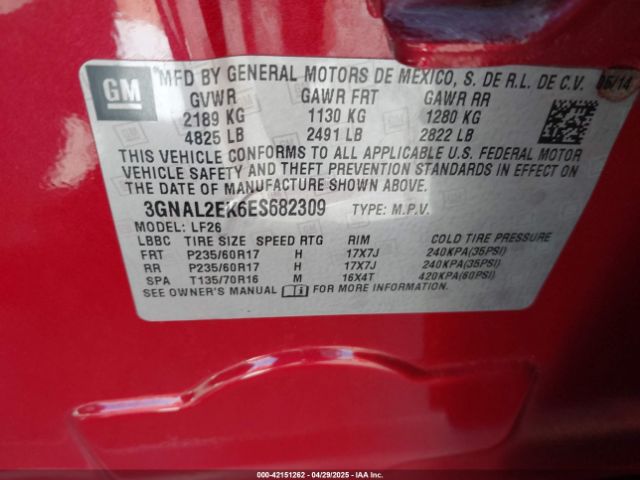 GM
MFD BY GENERAL MOTORS DE MEXICO, S. DE R.L. DE C.V. 05/14
GVWR GAWR FRT GAWR RR
2189 KG 1130 KG 1280 KG
4825 LB 2491 LB 2822 LB
THIS VEHICLE CONFORMS TO ALL APPLICABLE U.S. FEDERAL MOTOR
VEHICLE SAFETY AND THEFT PREVENTION STANDARDS IN EFFECT ON
THE DATE OF MANUFACTURE SHOWN ABOVE.
3GNAL2EK6ES682309 TYPE: M.P.V.
MODEL: LF26
LBBC TIRE SIZE SPEED RTG RIM COLD TIRE PRESSURE
FRT P235/60R17 H 17X7J 240KPA(35PSI)
RR P235/60R17 H 17X7J 240KPA(35PSI)
SPA T135/70R16 M 16X4T 420KPA(60PSI)
SEE OWNER'S MANUAL FOR MORE INFORMATION.
000-42151262 04/29/2025 IAAI.COM